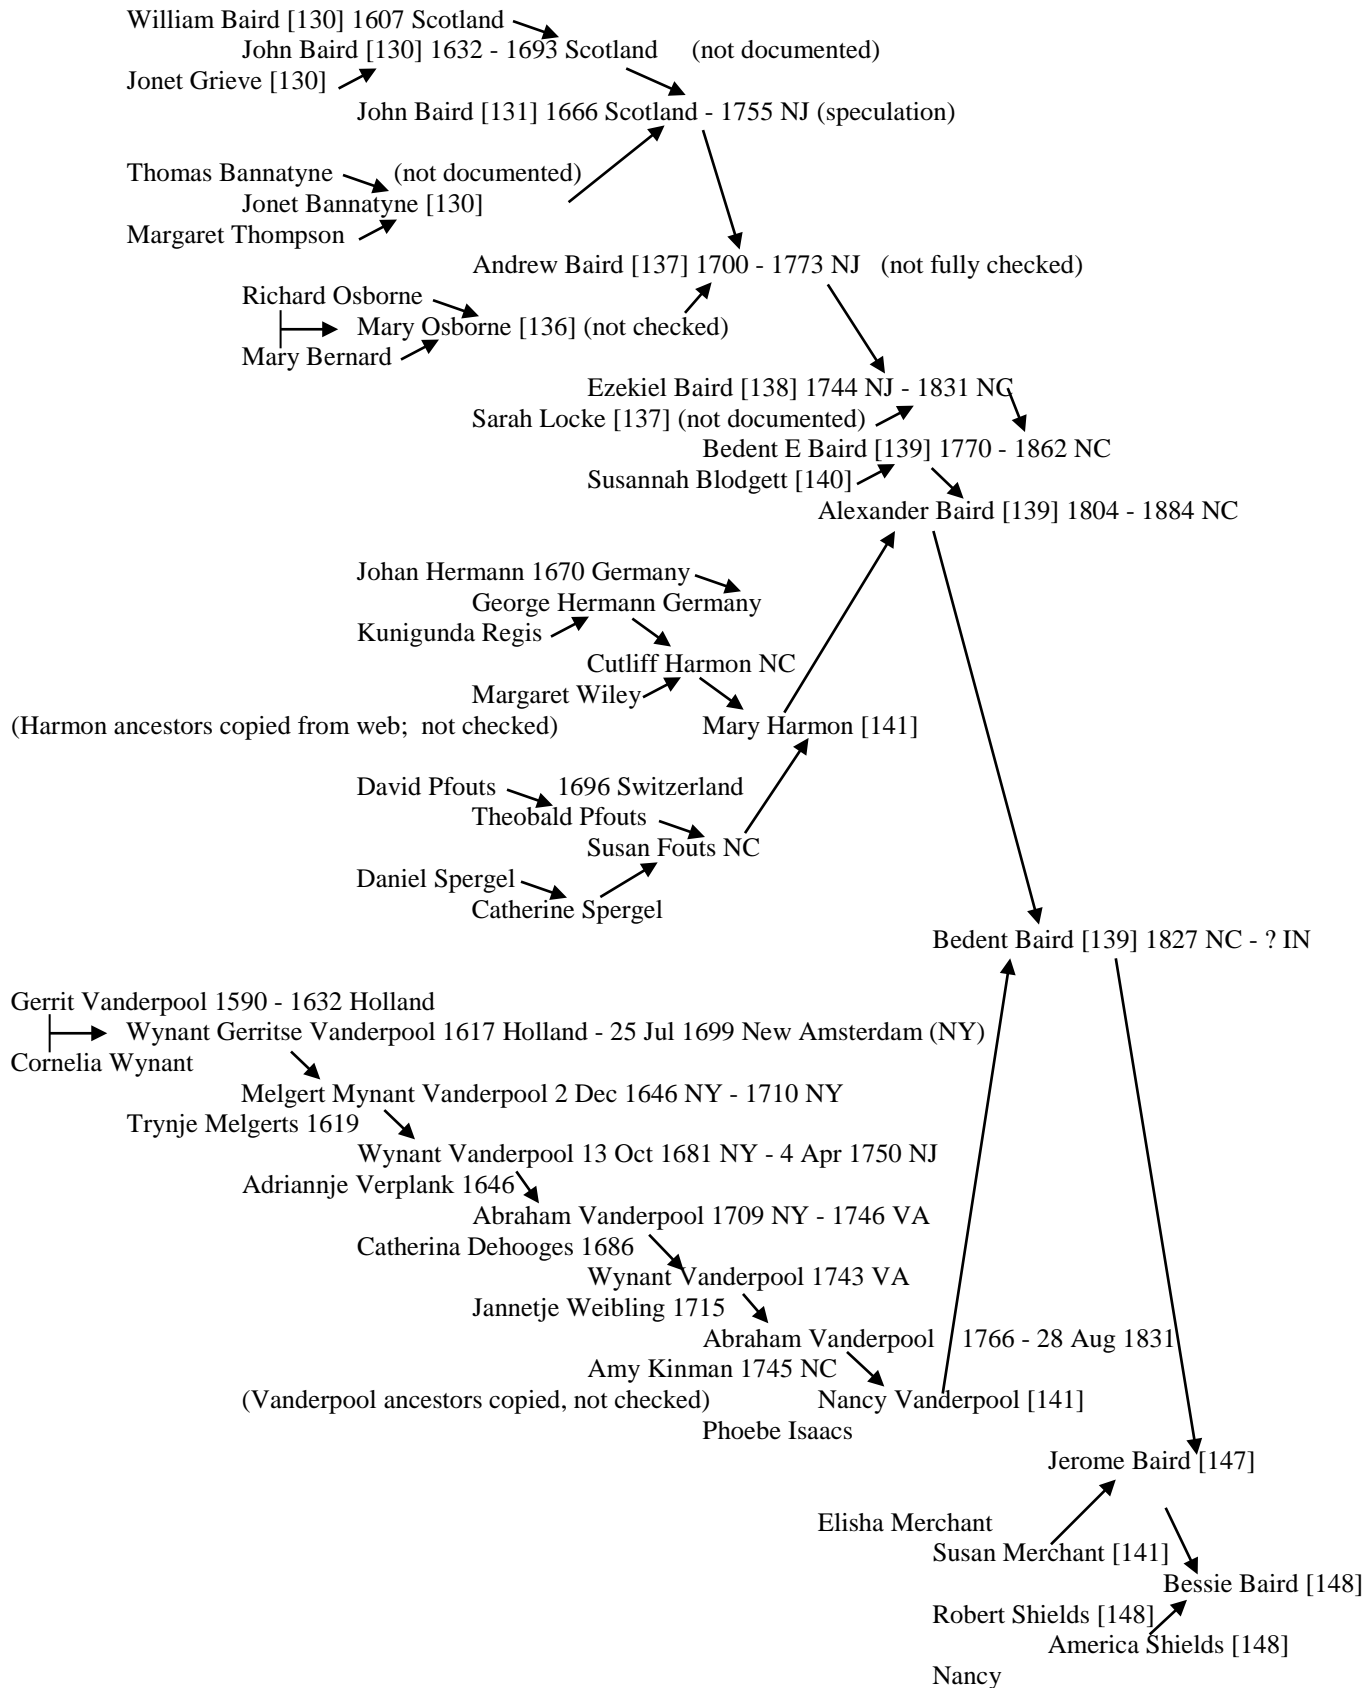 William Baird [130] 1607 Scotland
John Baird [130] 1632 - 1693 Scotland (not documented)
Jonet Grieve [130]
John Baird [131] 1666 Scotland - 1755 NJ (speculation)
Thomas Bannatyne (not documented)
Jonet Bannatyne [130]
Margaret Thompson
Andrew Baird [137] 1700 - 1773 NJ (not fully checked)
Richard Osborne
Mary Osborne [136] (not checked)
Mary Bernard
Ezekiel Baird [138] 1744 NJ - 1831 NC
Sarah Locke [137] (not documented)
Bedent E Baird [139] 1770 - 1862 NC
Susannah Blodgett [140]
Alexander Baird [139] 1804 - 1884 NC
Johan Hermann 1670 Germany
George Hermann Germany
Kunigunda Regis
Cutliff Harmon NC
Margaret Wiley
(Harmon ancestors copied from web; not checked) Mary Harmon [141]
David Pfouts 1696 Switzerland
Theobald Pfouts
Susan Fouts NC
Daniel Spergel
Catherine Spergel
Bedent Baird [139] 1827 NC - ? IN
Gerrit Vanderpool 1590 - 1632 Holland
Wynant Gerritse Vanderpool 1617 Holland - 25 Jul 1699 New Amsterdam (NY)
Cornelia Wynant
Melgert Mynant Vanderpool 2 Dec 1646 NY - 1710 NY
Trynje Melgerts 1619
Wynant Vanderpool 13 Oct 1681 NY - 4 Apr 1750 NJ
Adriannje Verplank 1646
Abraham Vanderpool 1709 NY - 1746 VA
Catherina Dehooges 1686
Wynant Vanderpool 1743 VA
Jannetje Weibling 1715
Abraham Vanderpool 1766 - 28 Aug 1831
Amy Kinman 1745 NC
(Vanderpool ancestors copied, not checked) Nancy Vanderpool [141]
Phoebe Isaacs
Jerome Baird [147]
Elisha Merchant
Susan Merchant [141]
Bessie Baird [148]
Robert Shields [148]
America Shields [148]
Nancy